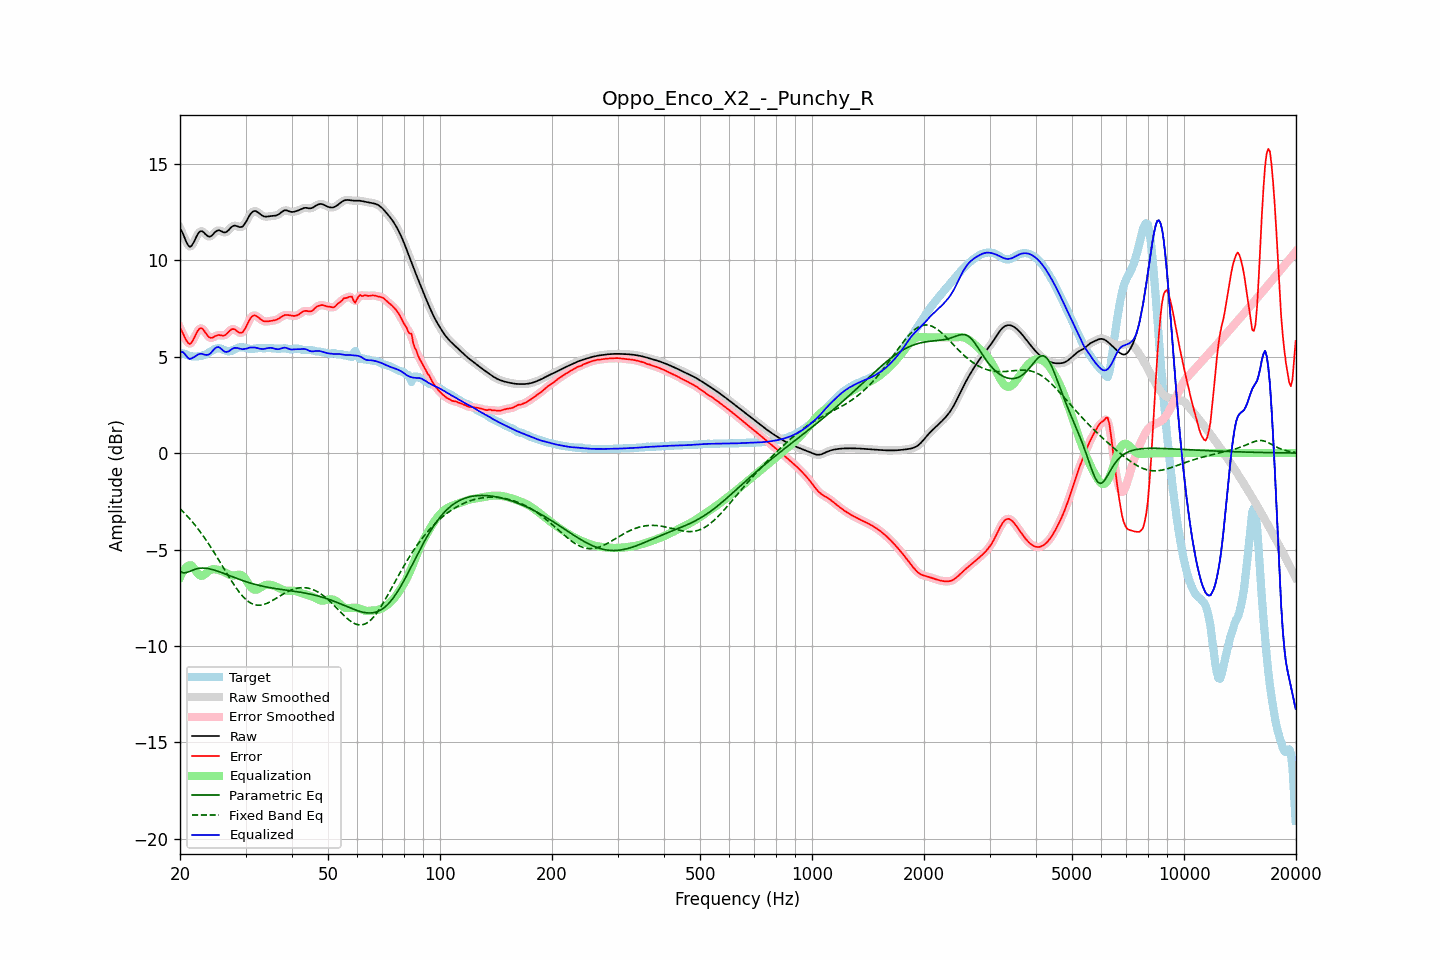 Oppo_Enco_X2_-_Punchy_R
Amplitude (dBr)
15
10
5
0
−5
−10
−15
−20
Target
Raw Smoothed
Error Smoothed
Raw
Error
Equalization
Parametric Eq
Fixed Band Eq
Equalized
20 50 100 200 500 1000 2000 5000 10000 20000
Frequency (Hz)